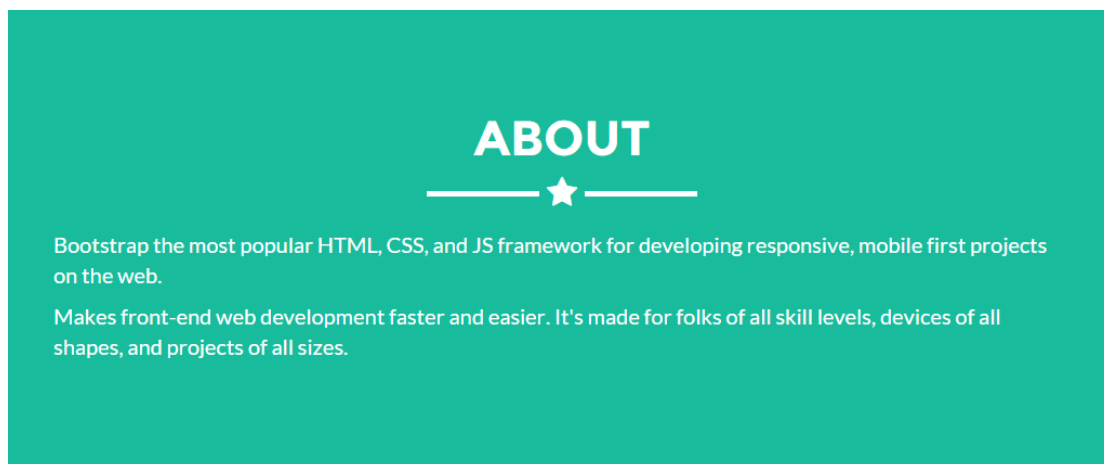 ABOUT
Bootstrap the most popular HTML, CSS, and JS framework for developing responsive, mobile first projects
on the web.
Makes front-end web development faster and easier. It's made for folks of all skill levels, devices of all
shapes, and projects of all sizes.